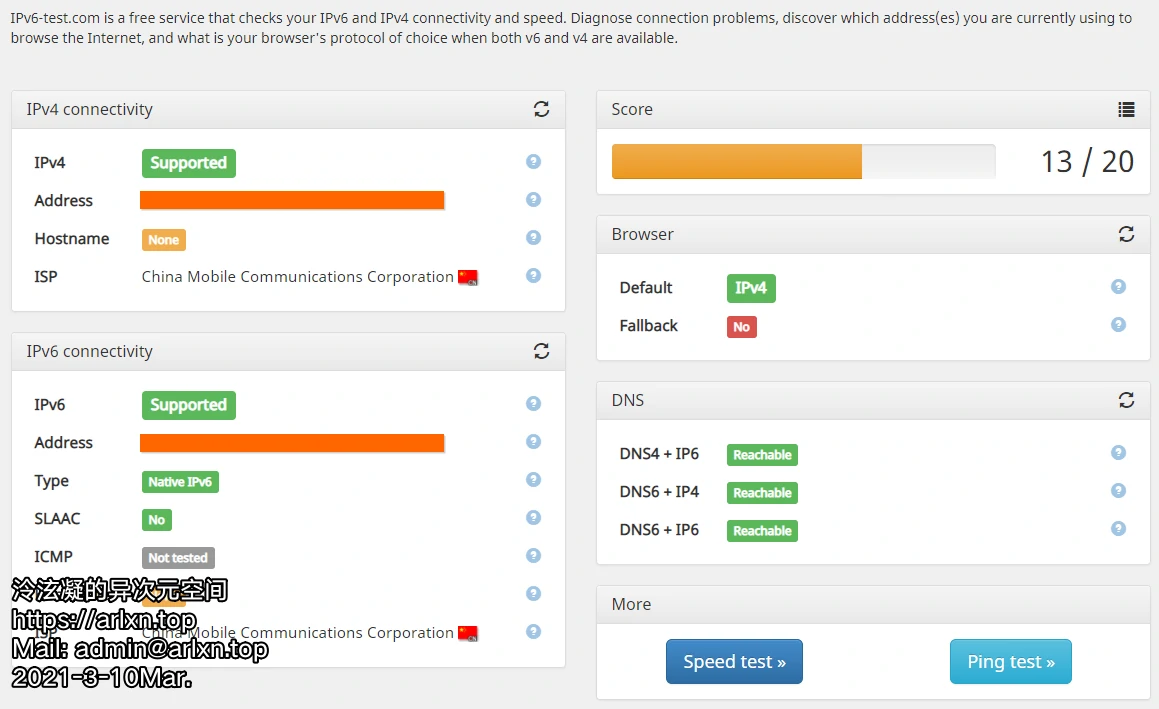 IPv6-test.com is a free service that checks your IPv6 and IPv4 connectivity and speed. Diagnose connection problems, discover which address(es) you are currently using to
browse the Internet, and what is your browser's protocol of choice when both v6 and v4 are available.
IPv4 connectivity
IPv4 Supported
Address
Hostname None
ISP China Mobile Communications Corporation
IPv6 connectivity
IPv6 Supported
Address
Type Native IPv6
SLAAC No
ICMP Not tested
ISP China Mobile Communications Corporation
泠泫凝的异次元空间
https://arlxn.top
Mail: admin@arlxn.top
2021-3-10Mar.
Score
13 / 20
Browser
Default IPv4
Fallback No
DNS
DNS4 + IP6 Reachable
DNS6 + IP4 Reachable
DNS6 + IP6 Reachable
More
Speed test »
Ping test »